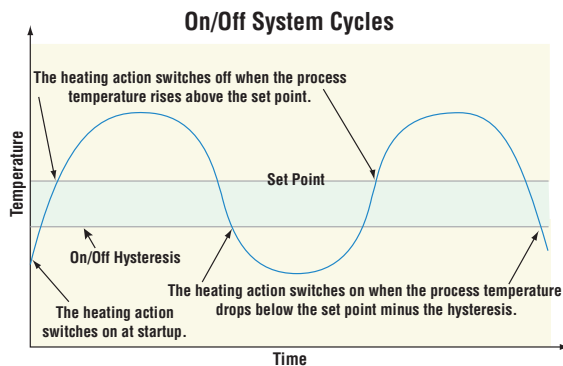 On/Off System Cycles
The heating action switches off when the process
temperature rises above the set point.
Temperature
Set Point
On/Off Hysteresis
The heating action
switches on at startup.
The heating action switches on when the process temperature
drops below the set point minus the hysteresis.
Time